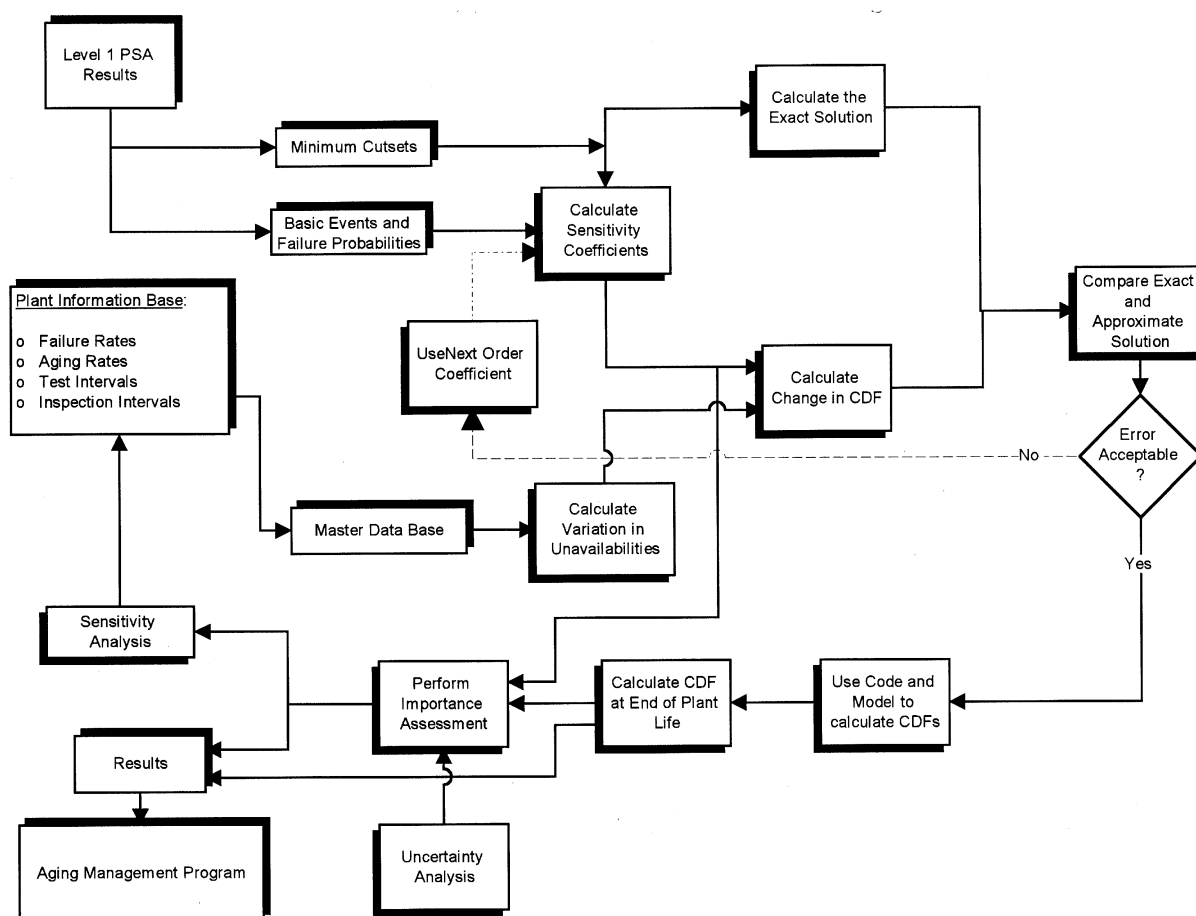 Level 1 PSA
Results
Minimum Cutsets
Calculate the
Exact Solution
Basic Events and
Failure Probabilities
Calculate
Sensitivity
Coefficients
Plant Information Base:
o Failure Rates
o Aging Rates
o Test Intervals
o Inspection Intervals
UseNext Order
Coefficient
Calculate
Change in CDF
Compare Exact
and
Approximate
Solution
Error
Acceptable
?
No
Yes
Master Data Base
Calculate
Variation in
Unavailabilities
Sensitivity
Analysis
Perform
Importance
Assessment
Calculate CDF
at End of Plant
Life
Use Code and
Model to
calculate CDFs
Results
Aging Management Program
Uncertainty
Analysis